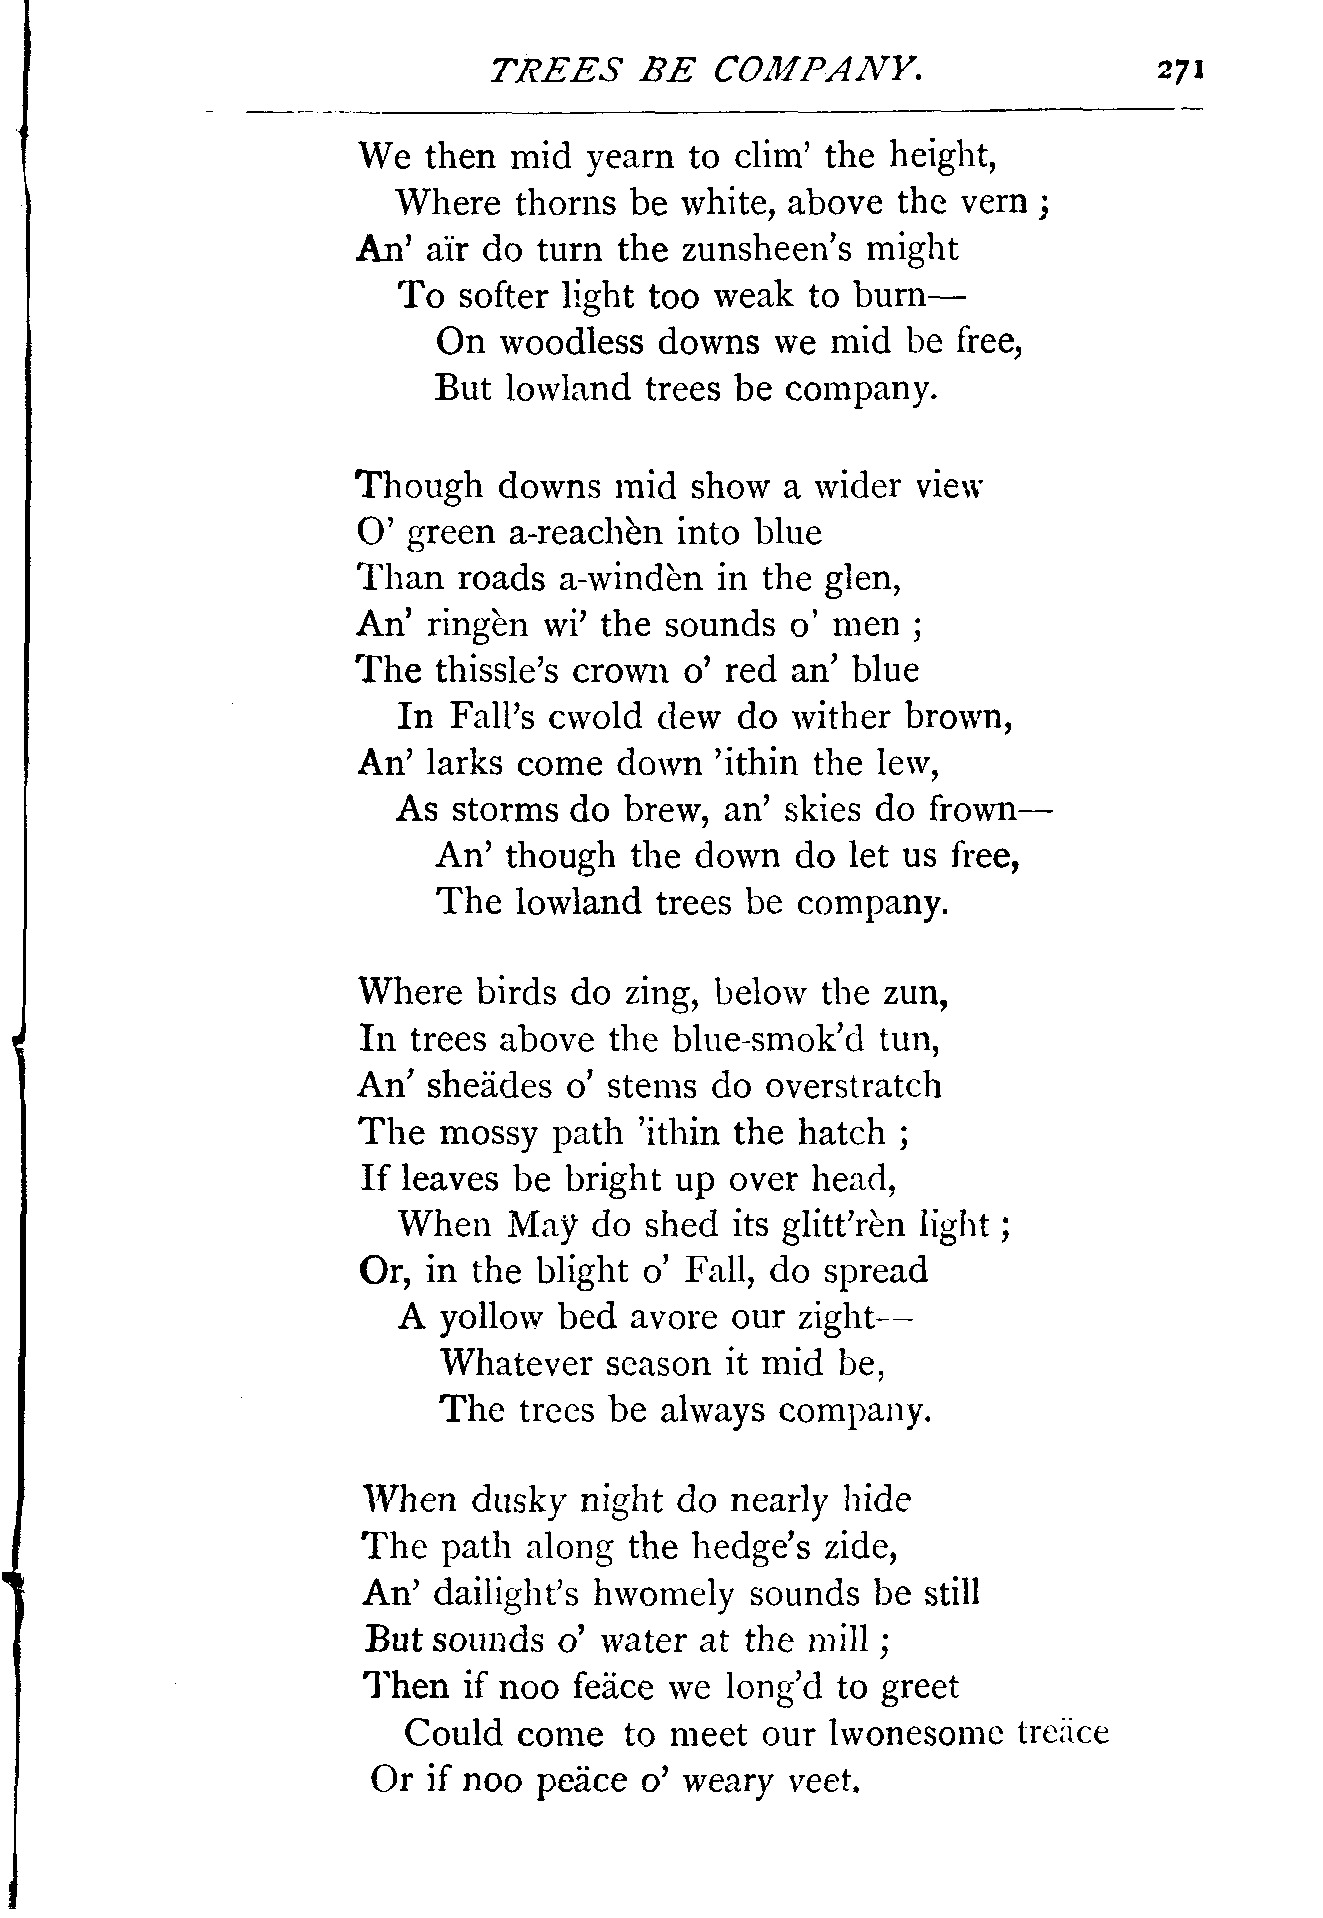 TREES BE COMPANY. 271
We then mid yearn to clim' the height,
Where thorns be white, above the vern ;
An' aïr do turn the zunsheen's might
To softer light too weak to burn—
On woodless downs we mid be free,
But lowland trees be company.
Though downs mid show a wider view
O' green a-reachèn into blue
Than roads a-windèn in the glen,
An' ringèn wi' the sounds o' men ;
The thissle's crown o' red an' blue
In Fall's cwold dew do wither brown,
An' larks come down 'ithin the lew,
As storms do brew, an' skies do frown—
An' though the down do let us free,
The lowland trees be company.
Where birds do zing, below the zun,
In trees above the blue-smok'd tun,
An' sheädes o' stems do overstratch
The mossy path 'ithin the hatch ;
If leaves be bright up over head,
When Maÿ do shed its glitt'rèn light ;
Or, in the blight o' Fall, do spread
A yollow bed avore our zight—
Whatever season it mid be,
The trees be always company.
When dusky night do nearly hide
The path along the hedge's zide,
An' dailight's hwomely sounds be still
But sounds o' water at the mill ;
Then if noo feäce we long'd to greet
Could come to meet our lwonesome treäce
Or if noo peäce o' weary veet.